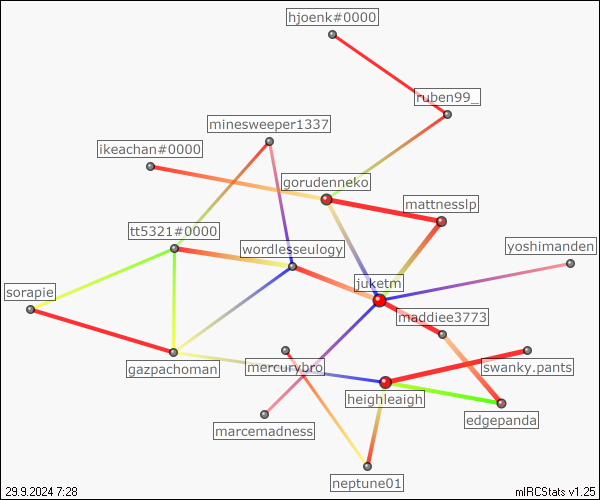 hjoenk#0000
ruben99_
minesweeper1337
ikeachan#0000
gorudenneko
mattnesslp
tt5321#0000
wordlesseulogy
yoshimanden
juketm
sorapie
maddiee3773
gazpachoman
mercurybro
swanky.pants
heighleaigh
edgepanda
marcemadness
neptune01
29.9.2024 7:28
mIRCStats v1.25